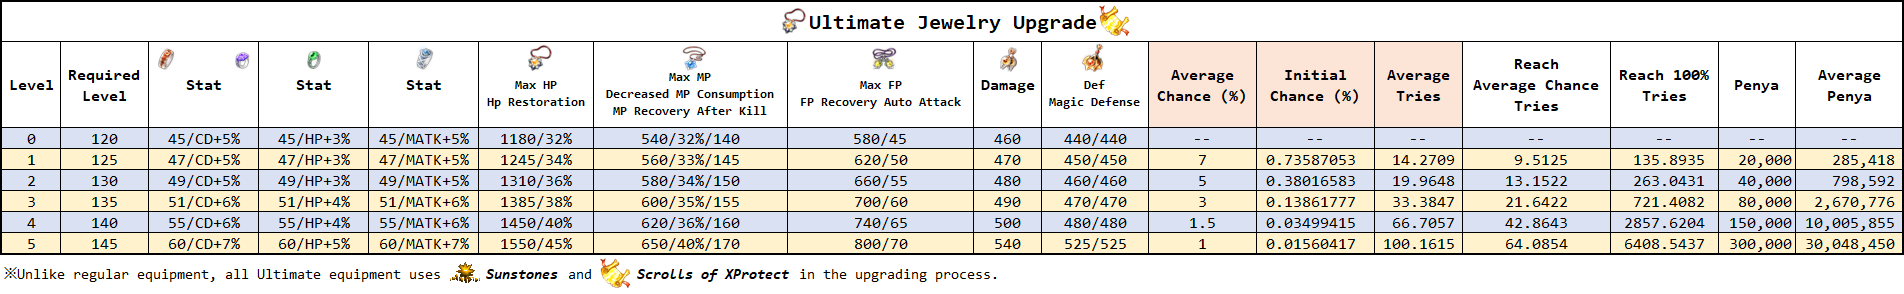 Ultimate Jewelry Upgrade
Level Required Level Stat Stat Stat Max HP Hp Restoration Max MP Decreased MP Consumption MP Recovery After Kill Max FP FP Recovery Auto Attack Damage Def Magic Defense Average Chance (%) Initial Chance (%) Average Tries Reach Average Chance Tries Reach 100% Tries Penya Average Penya
0 120 45/CD+5% 45/HP+3% 45/MATK+5% 1180/32% 540/32%/140 580/45 460 440/440 -- -- -- -- -- -- --
1 125 47/CD+5% 47/HP+3% 47/MATK+5% 1245/34% 560/33%/145 620/50 470 450/450 7 0.73587053 14.2709 9.5125 135.8935 20,000 285,418
2 130 49/CD+5% 49/HP+3% 49/MATK+5% 1310/36% 580/34%/150 660/55 480 460/460 5 0.38016583 19.9648 13.1522 263.0431 40,000 798,592
3 135 51/CD+6% 51/HP+4% 51/MATK+6% 1385/38% 600/35%/155 700/60 490 470/470 3 0.13861777 33.3847 21.6422 721.4082 80,000 2,670,776
4 140 55/CD+6% 55/HP+4% 55/MATK+6% 1450/40% 620/36%/160 740/65 500 480/480 1.5 0.03499415 66.7057 42.8643 2857.6204 150,000 10,005,855
5 145 60/CD+7% 60/HP+5% 60/MATK+7% 1550/45% 650/40%/170 800/70 540 525/525 1 0.01560417 100.1615 64.0854 6408.5437 300,000 30,048,450
※Unlike regular equipment, all Ultimate equipment uses Sunstones and Scrolls of XProtect in the upgrading process.